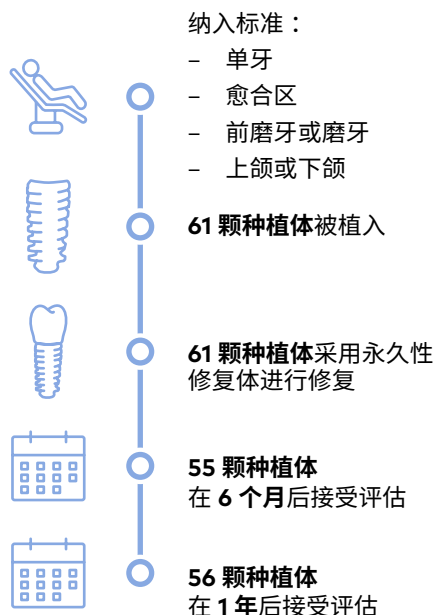 纳入标准：
– 单牙
– 愈合区
– 前磨牙或磨牙
– 上颌或下颌
61 颗种植体被植入
61 颗种植体采用永久性
修复体进行修复
55 颗种植体
在 6 个月后接受评估
56 颗种植体
在 1 年后接受评估